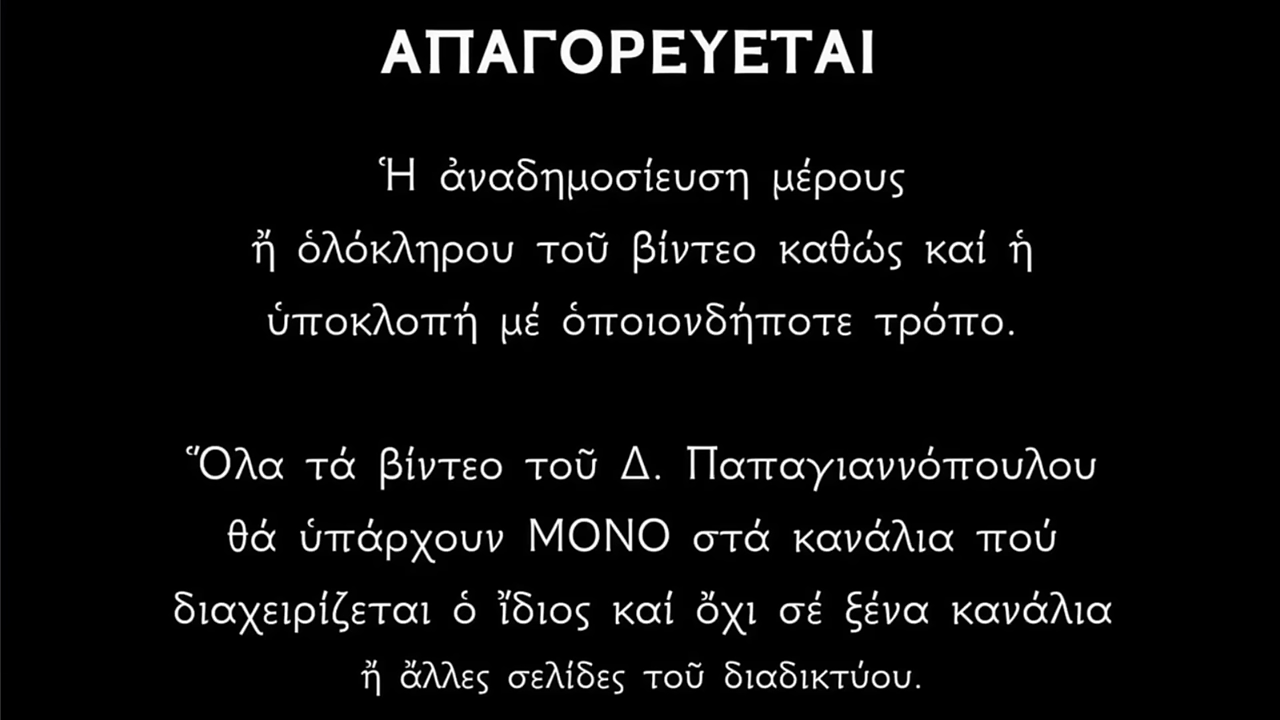 ΑΠΑΓΟΡΕΥΕΤΑΙ
Ἡ ἀναδημοσίευση μέρους
ἤ ὁλόκληρου τοῦ βίντεο καθώς καί ἡ
ὑποκλοπή μέ ὁποιονδήποτε τρόπο.
Ὅλα τά βίντεο τοῦ Δ. Παπαγιαννόπουλου
θά ὑπάρχουν ΜΟΝΟ στά κανάλια πού
διαχειρίζεται ὁ ἴδιος καί ὄχι σέ ξένα κανάλια
ἤ ἄλλες σελίδες τοῦ διαδικτύου.